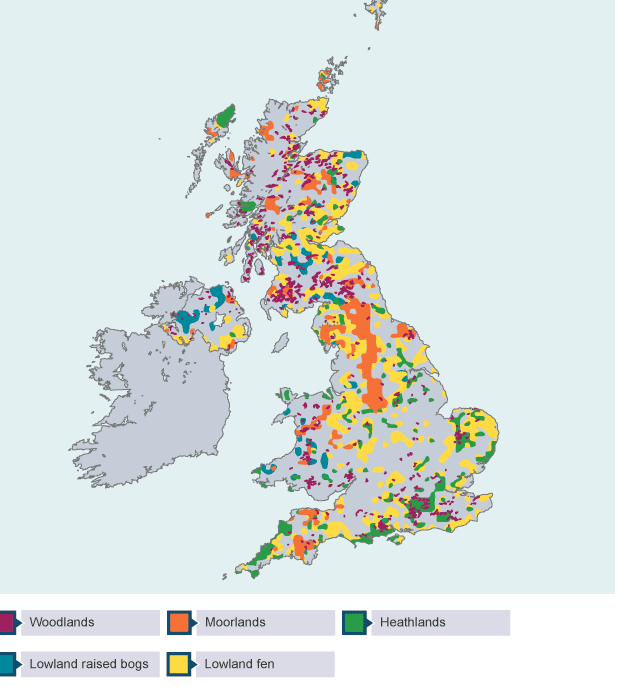 Woodlands
Moorlands
Heathlands
Lowland raised bogs
Lowland fen